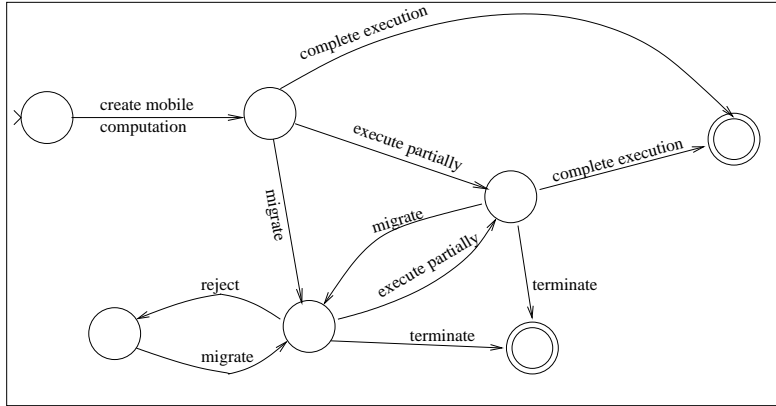 complete execution
create mobile
computation
execute partially
complete execution
migrate
migrate
execute partially
reject
terminate
migrate
terminate